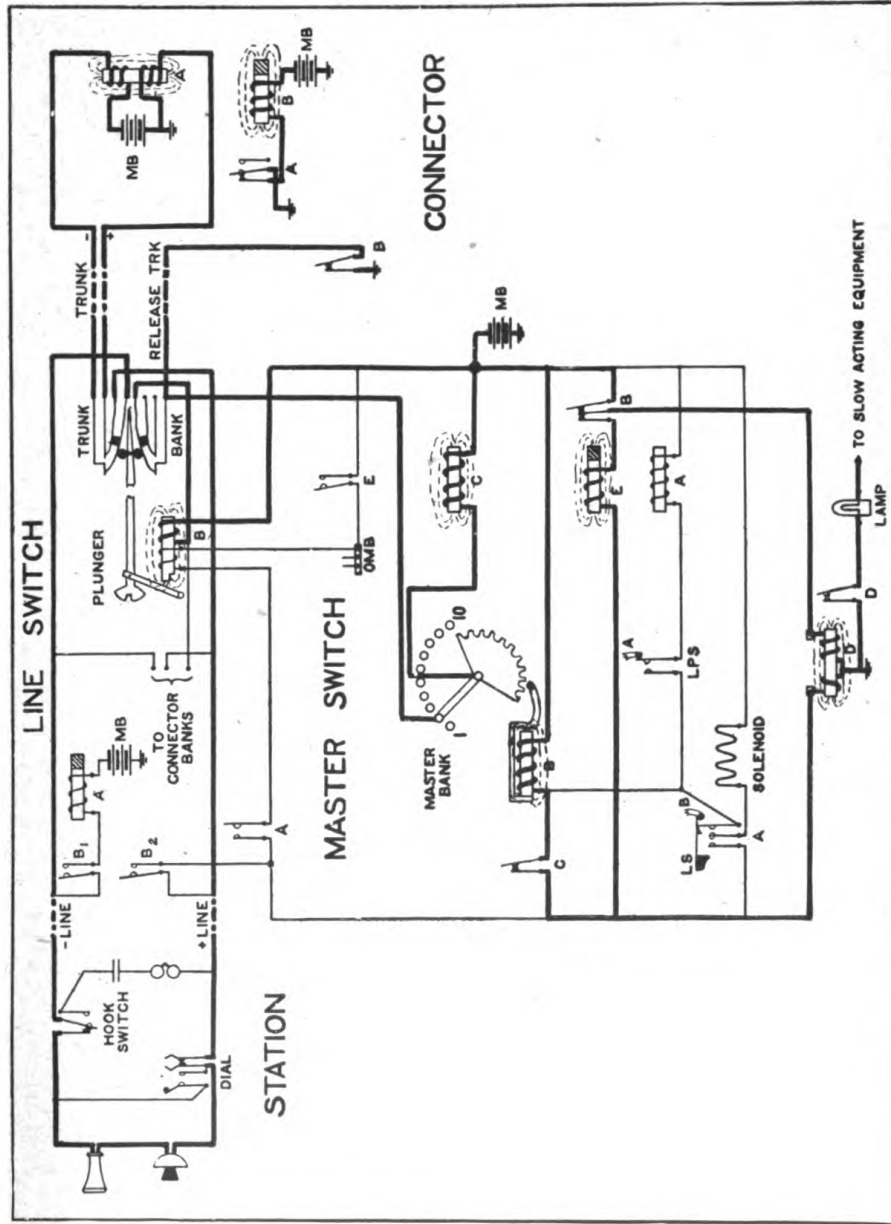 LINE SWITCH
STATION
MASTER SWITCH
CONNECTOR
- LINE
+ LINE
HOOK
SWITCH
DIAL
B1
B2
A
MB
TO
CONNECTOR
BANKS
PLUNGER
B
TRUNK
BANK
TRUNK
-
+
RELEASE TRK
MB
A
A
B
MB
B
A
OMB
E
MASTER
BANK
1
10
C
MB
B
C
E
B
A
LPS
A
LS
B
A
SOLENOID
D
D
LAMP
TO SLOW ACTING EQUIPMENT